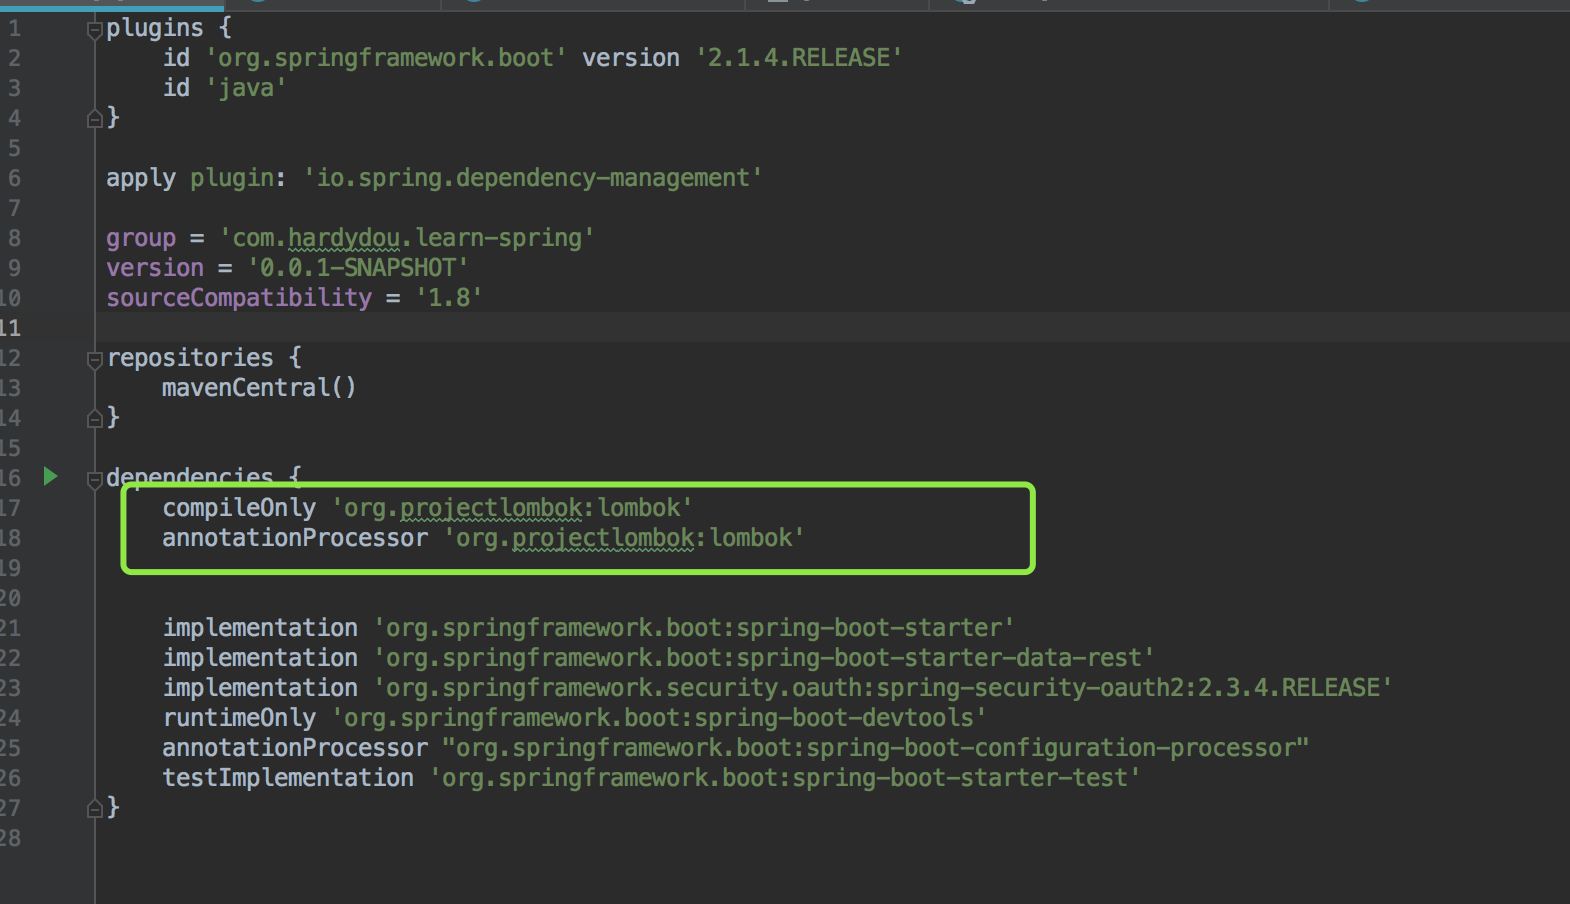 1 plugins {
2 id 'org.springframework.boot' version '2.1.4.RELEASE'
3 id 'java'
4 }
5
6 apply plugin: 'io.spring.dependency-management'
7
8 group = 'com.hardydou.learn-spring'
9 version = '0.0.1-SNAPSHOT'
10 sourceCompatibility = '1.8'
11
12 repositories {
13 mavenCentral()
14 }
15
16 dependencies {
17 compileOnly 'org.projectlombok:lombok'
18 annotationProcessor 'org.projectlombok:lombok'
19
20
21 implementation 'org.springframework.boot:spring-boot-starter'
22 implementation 'org.springframework.boot:spring-boot-starter-data-rest'
23 implementation 'org.springframework.security.oauth:spring-security-oauth2:2.3.4.RELEASE'
24 runtimeOnly 'org.springframework.boot:spring-boot-devtools'
25 annotationProcessor "org.springframework.boot:spring-boot-configuration-processor"
26 testImplementation 'org.springframework.boot:spring-boot-starter-test'
27 }
28